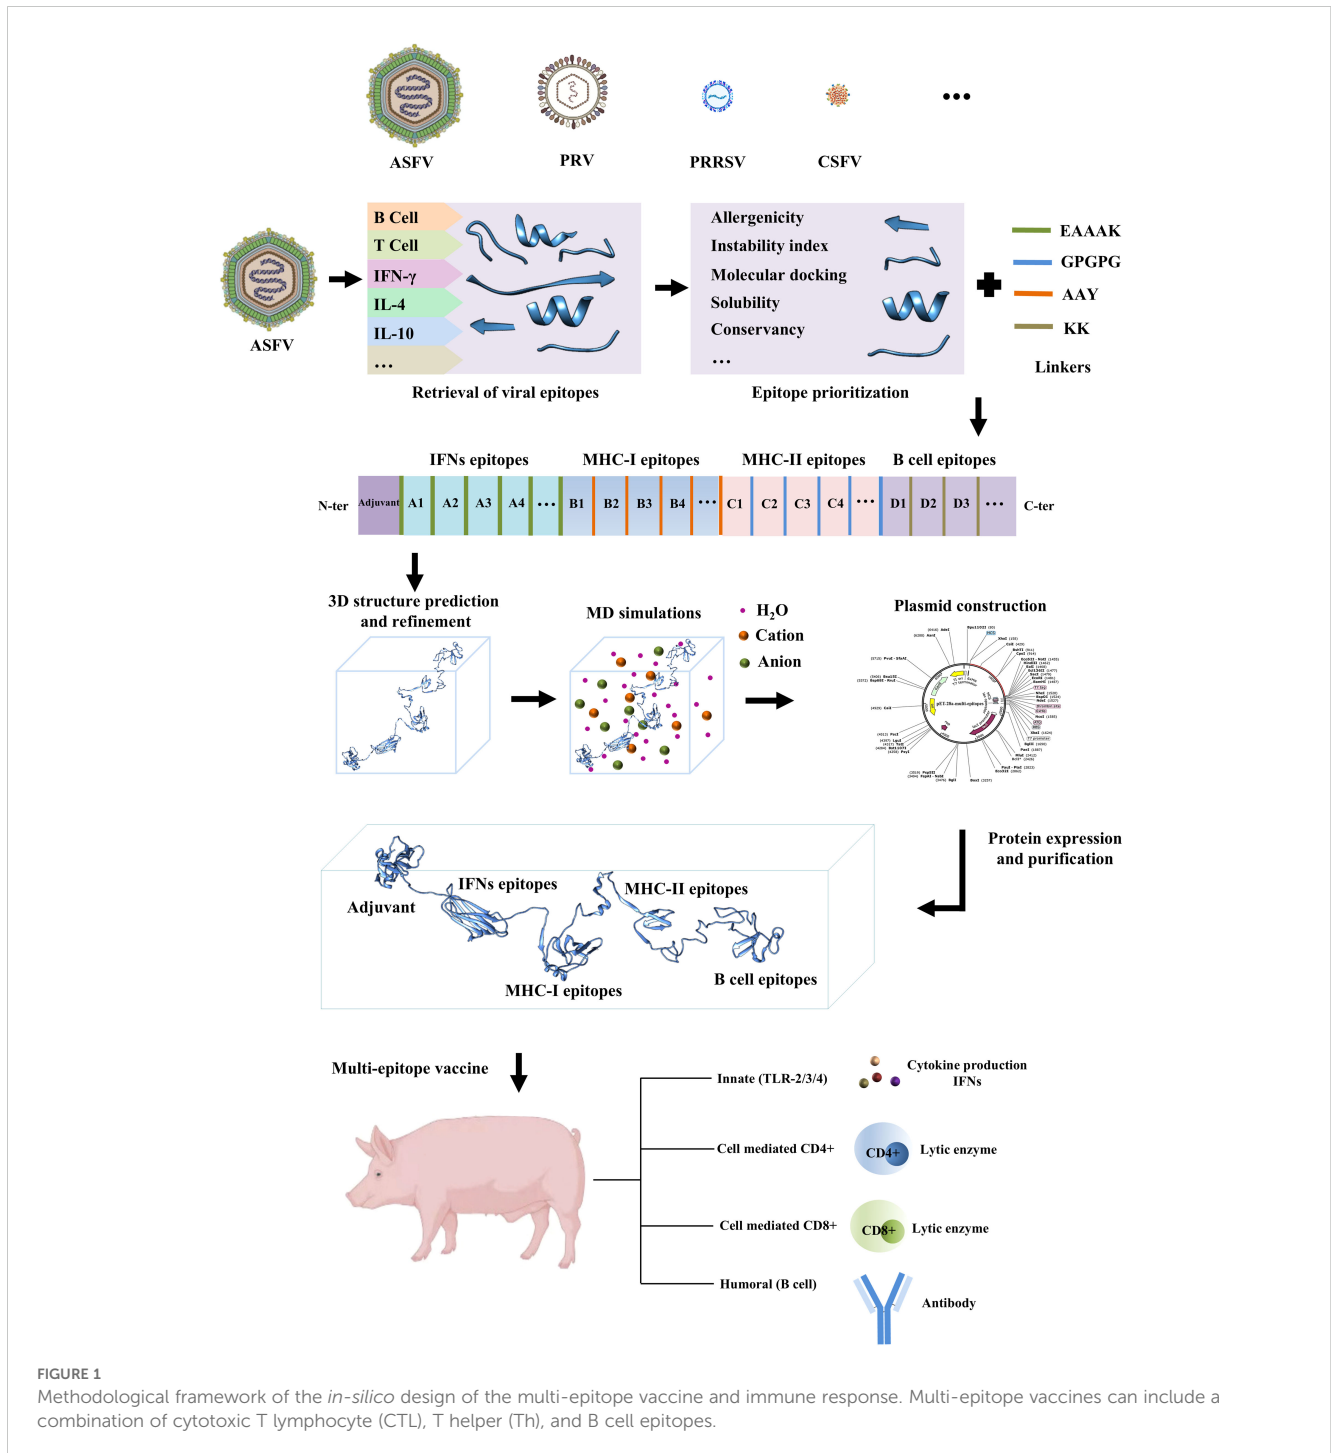 ASFV
PRV
PRRSV
CSFV
...
ASFV
B Cell
T Cell
IFN-γ
IL-4
IL-10
...
Retrieval of viral epitopes
Allergenicity
Instability index
Molecular docking
Solubility
Conservancy
...
Epitope prioritization
EAAAK
GPGPG
AAY
KK
Linkers
IFNs epitopes MHC-I epitopes MHC-II epitopes B cell epitopes
N-ter Adjuvant A1 A2 A3 A4 ... B1 B2 B3 B4 ... C1 C2 C3 C4 ... D1 D2 D3 ... C-ter
3D structure prediction
and refinement
MD simulations
H₂O
Cation
Anion
Plasmid construction
pET-28a-multi-epitopes
Protein expression
and purification
Adjuvant
IFNs epitopes
MHC-I epitopes
MHC-II epitopes
B cell epitopes
Multi-epitope vaccine
Innate (TLR-2/3/4)
Cytokine production
IFNs
Cell mediated CD4+
CD4+
Lytic enzyme
Cell mediated CD8+
CD8+
Lytic enzyme
Humoral (B cell)
Antibody
FIGURE 1
Methodological framework of the in-silico design of the multi-epitope vaccine and immune response. Multi-epitope vaccines can include a
combination of cytotoxic T lymphocyte (CTL), T helper (Th), and B cell epitopes.